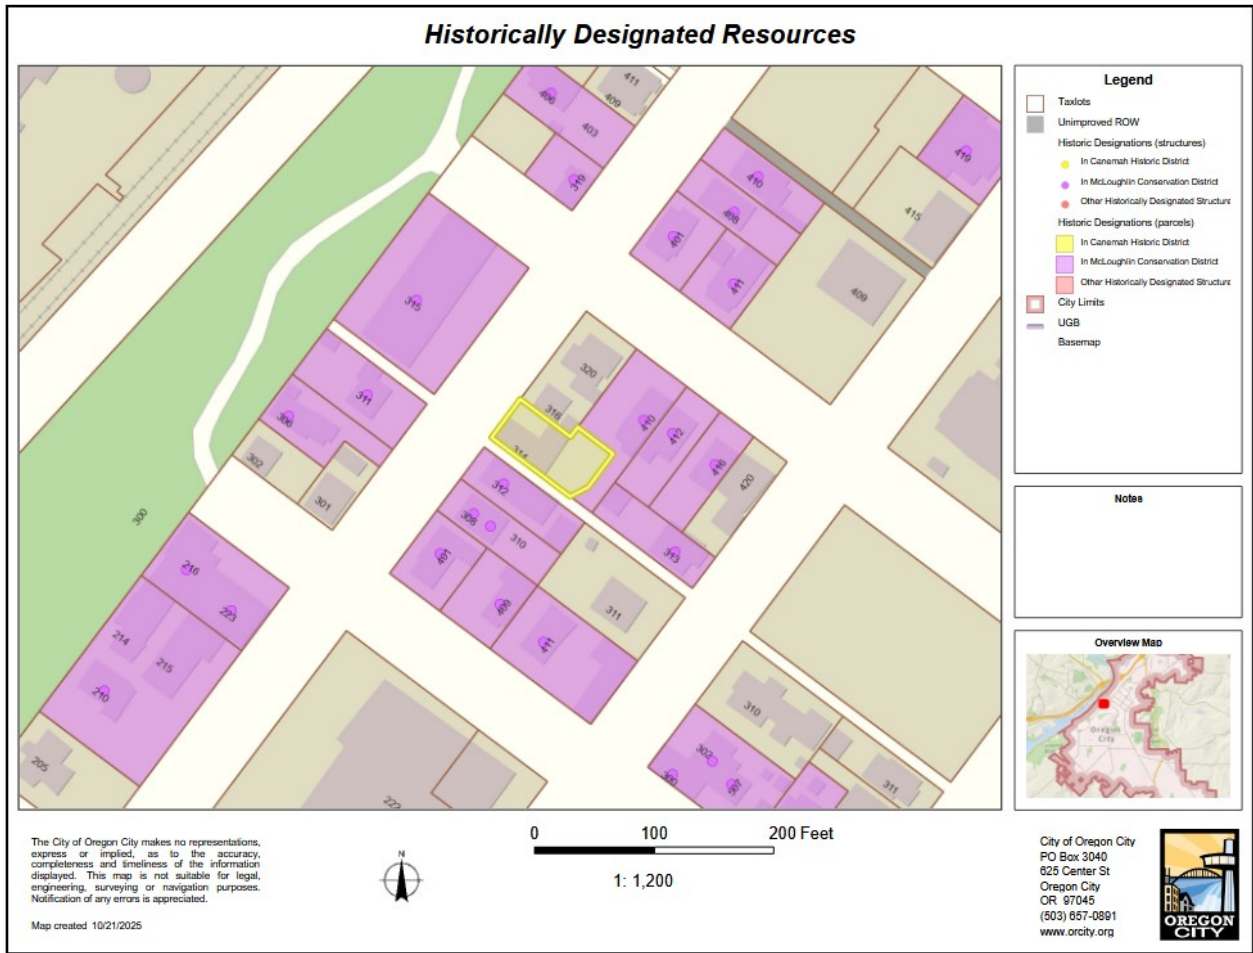 Historically Designated Resources
411
409
406
403
319
410
408
401
411
419
415
409
315
320
316
314
410
412
416
420
313
311
306
302
301
300
312
308
310
401
409
411
311
216
223
214
215
210
205
222
310
302
300
507
311
Legend
Taxlots
Unimproved ROW
Historic Designations (structures)
In Canemah Historic District
In McLoughlin Conservation District
Other Historically Designated Structure
Historic Designations (parcels)
In Canemah Historic District
In McLoughlin Conservation District
Other Historically Designated Structure
City Limits
UGB
Basemap
Notes
Overview Map
Oregon
City
The City of Oregon City makes no representations,
express or implied, as to the accuracy,
completeness and timeliness of the information
displayed. This map is not suitable for legal,
engineering, surveying or navigation purposes.
Notification of any errors is appreciated.
Map created 10/21/2025
N
0 100 200 Feet
1: 1,200
City of Oregon City
PO Box 3040
625 Center St
Oregon City
OR 97045
(503) 657-0891
www.orcity.org
OREGON
CITY